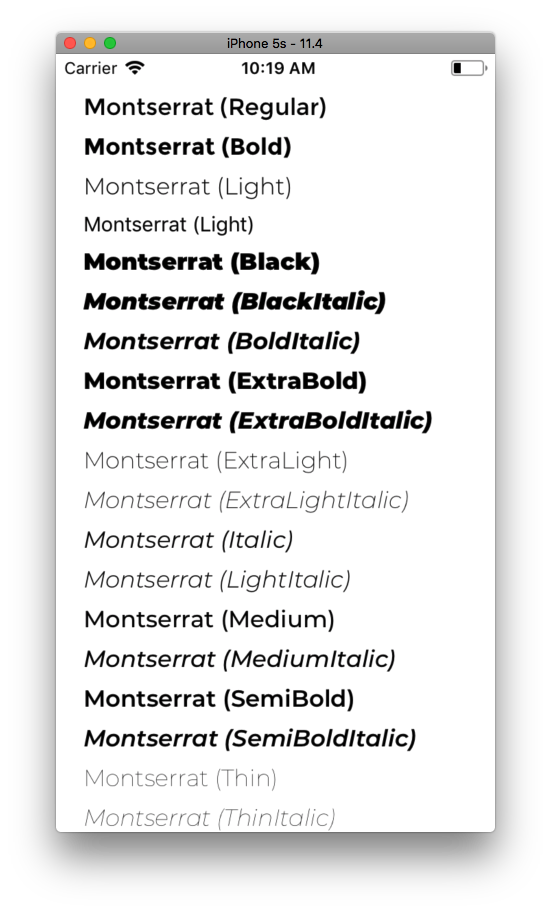 iPhone 5s - 11.4
Carrier 10:19 AM
Montserrat (Regular)
Montserrat (Bold)
Montserrat (Light)
Montserrat (Light)
Montserrat (Black)
Montserrat (BlackItalic)
Montserrat (BoldItalic)
Montserrat (ExtraBold)
Montserrat (ExtraBoldItalic)
Montserrat (ExtraLight)
Montserrat (ExtraLightItalic)
Montserrat (Italic)
Montserrat (LightItalic)
Montserrat (Medium)
Montserrat (MediumItalic)
Montserrat (SemiBold)
Montserrat (SemiBoldItalic)
Montserrat (Thin)
Montserrat (ThinItalic)